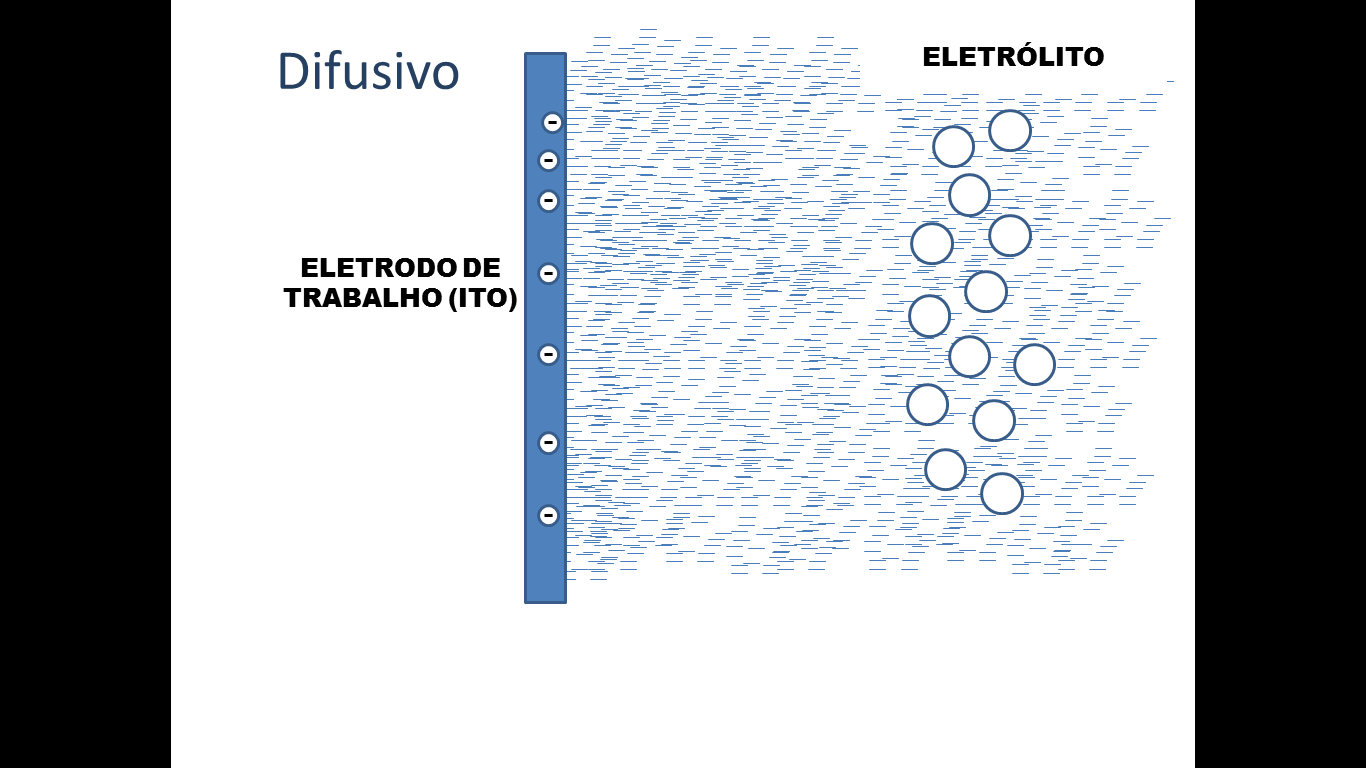 Difusivo
ELETRÓLITO
-
-
-
ELETRODO DE
TRABALHO (ITO)
-
-
-
-